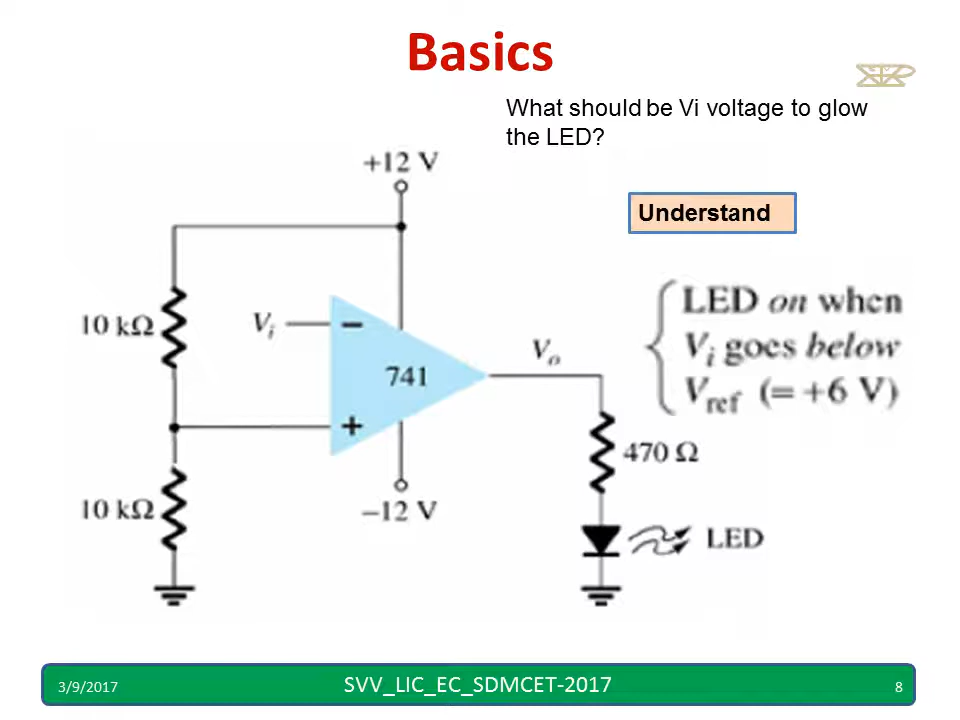 Basics
What should be Vi voltage to glow
the LED?
+12 V
Understand
10 kΩ
Vi
−
741
+
Vo
LED on when
Vi goes below
Vref (= +6 V)
470 Ω
10 kΩ
−12 V
LED
3/9/2017
SVV_LIC_EC_SDMCET-2017
8